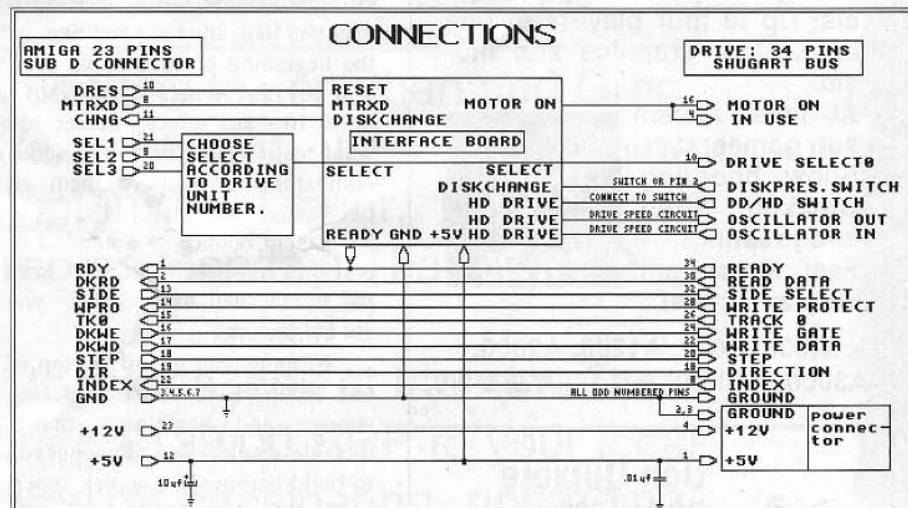 CONNECTIONS
AMIGA 23 PINS
SUB D CONNECTOR
DRIVE: 34 PINS
SHUGART BUS
DRES 10
MTRXD 8
CHNG 11
SEL1 21
SEL2 9
SEL3 20
CHOOSE
SELECT
ACCORDING
TO DRIVE
UNIT
NUMBER.
RESET
MTRXD
DISKCHANGE
MOTOR ON
INTERFACE BOARD
SELECT
SELECT
DISKCHANGE
HD DRIVE
HD DRIVE
READY GND +5V HD DRIVE
16 MOTOR ON
4 IN USE
10 DRIVE SELECT0
SWITCH OR PIN 2 DISKPRES.SWITCH
CONNECT TO SWITCH DD/HD SWITCH
DRIVE SPEED CIRCUIT OSCILLATOR OUT
DRIVE SPEED CIRCUIT OSCILLATOR IN
RDY 1 34 READY
DKRD 2 30 READ DATA
SIDE 13 32 SIDE SELECT
WPRO 14 28 WRITE PROTECT
TK0 15 26 TRACK 0
DKWE 16 24 WRITE GATE
DKWD 17 22 WRITE DATA
STEP 18 20 STEP
DIR 19 18 DIRECTION
INDEX 22 8 INDEX
GND 3,4,5,6,7 ALL ODD NUMBERED PINS GROUND
2,3 GROUND
+12V 23 4 +12V
+5V 12 1 +5V
power
connec-
tor
10uf
.01uf